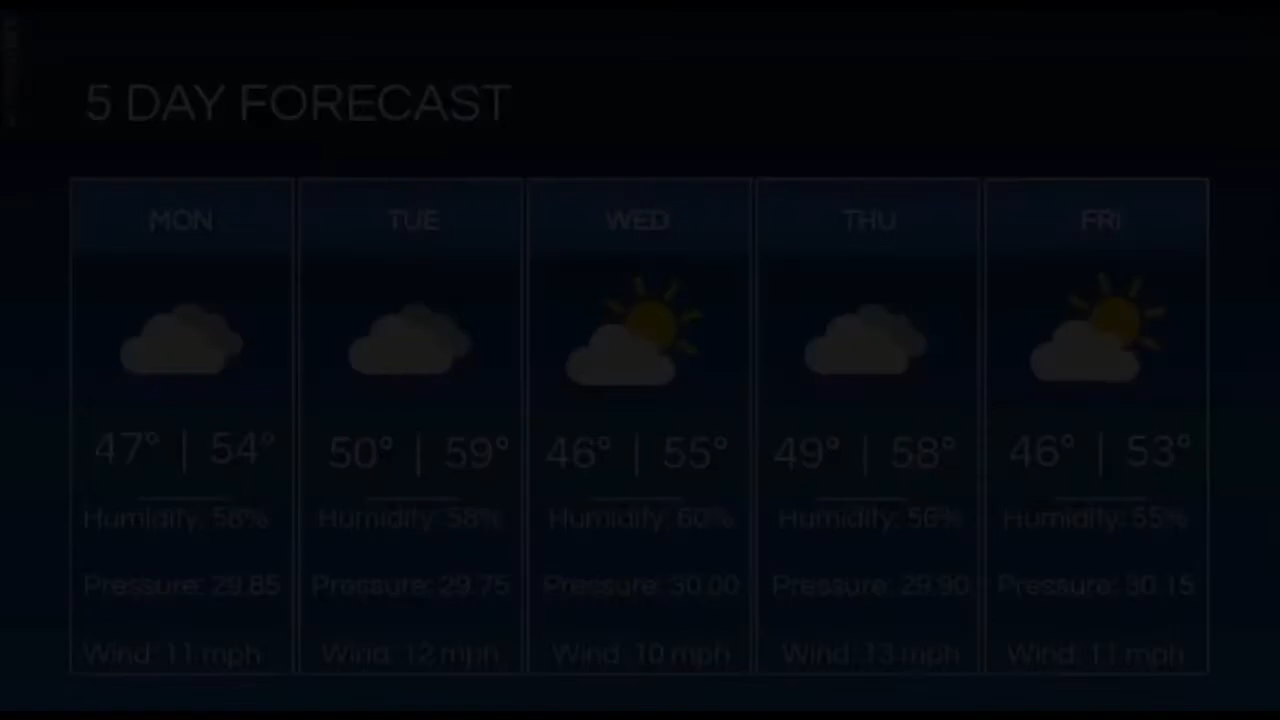 5 DAY FORECAST
MON TUE WED THU FRI
47° | 54° 50° | 59° 46° | 55° 49° | 58° 46° | 53°
Humidity: 58% Humidity: 58% Humidity: 60% Humidity: 56% Humidity: 55%
Pressure: 29.85 Pressure: 29.75 Pressure: 30.00 Pressure: 29.90 Pressure: 30.15
Wind: 11 mph Wind: 12 mph Wind: 10 mph Wind: 13 mph Wind: 11 mph